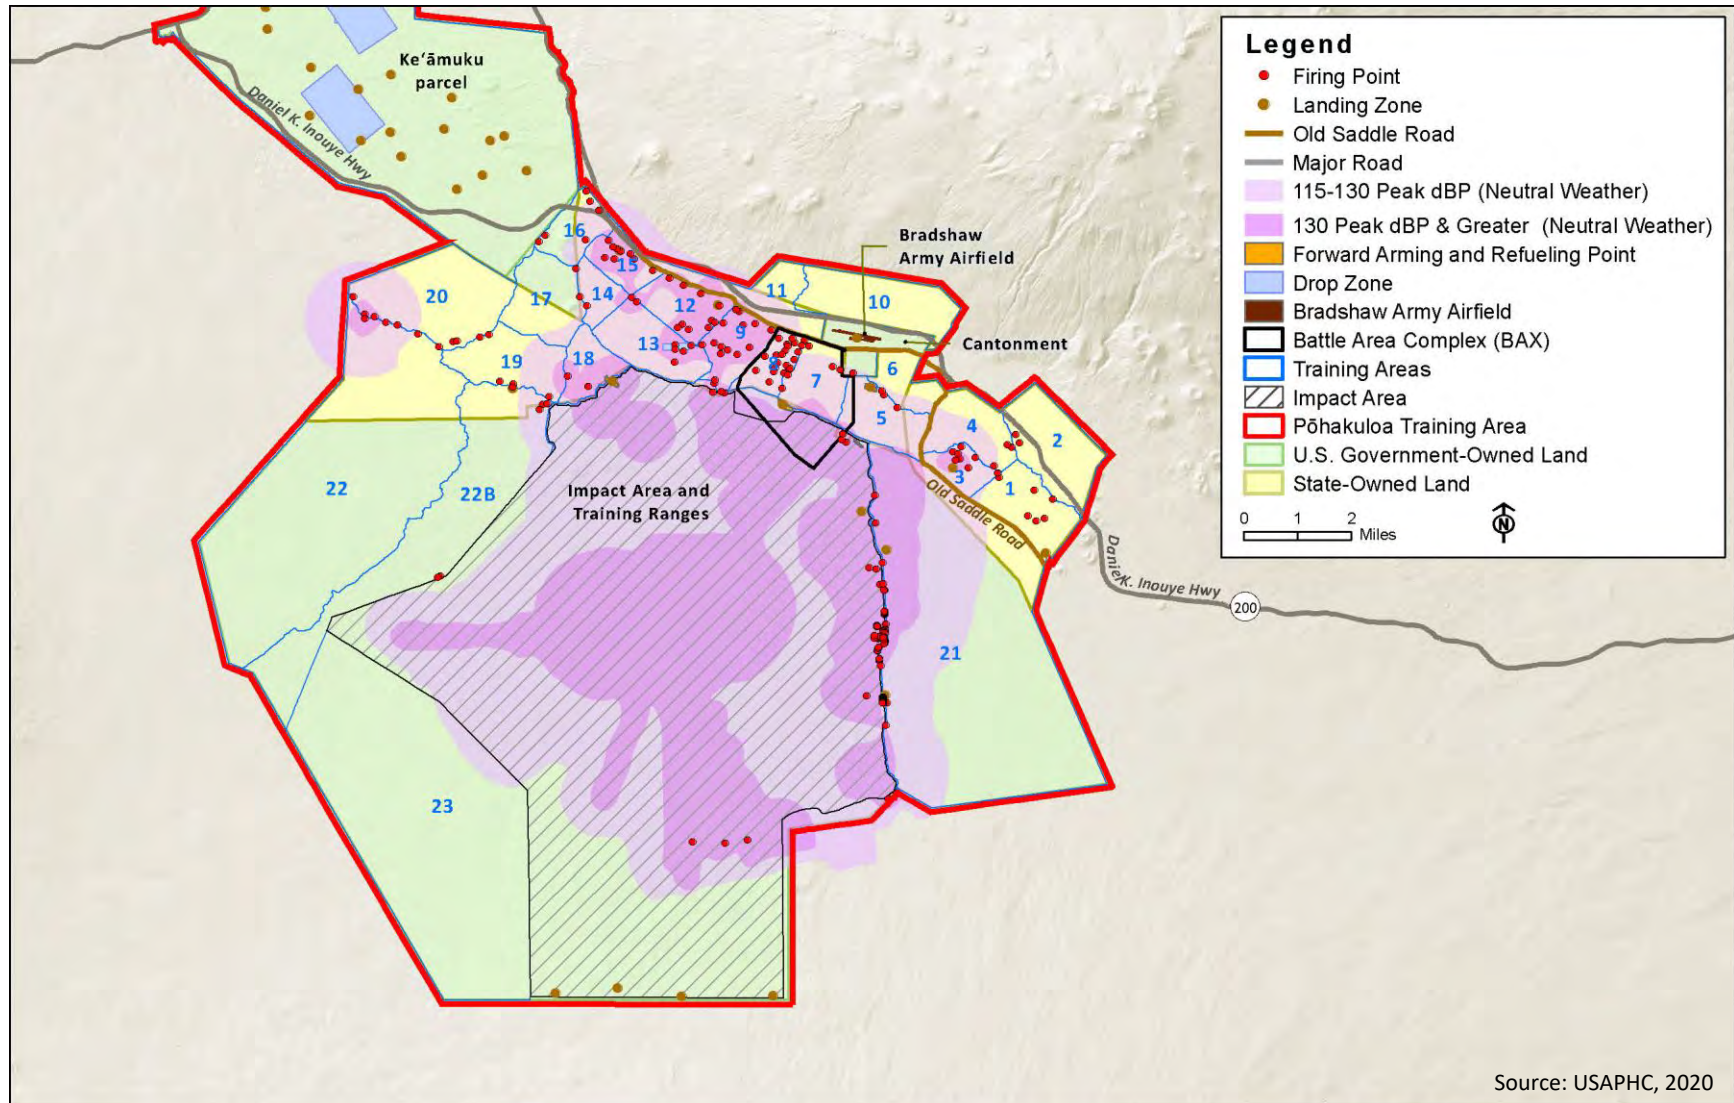 Legend
Firing Point
Landing Zone
Old Saddle Road
Major Road
115-130 Peak dBP (Neutral Weather)
130 Peak dBP & Greater (Neutral Weather)
Forward Arming and Refueling Point
Drop Zone
Bradshaw Army Airfield
Battle Area Complex (BAX)
Training Areas
Impact Area
Pōhakuloa Training Area
U.S. Government-Owned Land
State-Owned Land
0 1 2
Miles
N
Keʻāmuku
parcel
Daniel K. Inouye Hwy
Bradshaw
Army Airfield
Cantonment
16
15
17
14
20
12
11
10
13
9
8
19
18
7
6
5
4
2
3
1
22
22B
Impact Area and
Training Ranges
Old Saddle Road
Daniel K. Inouye Hwy
200
21
23
Source: USAPHC, 2020